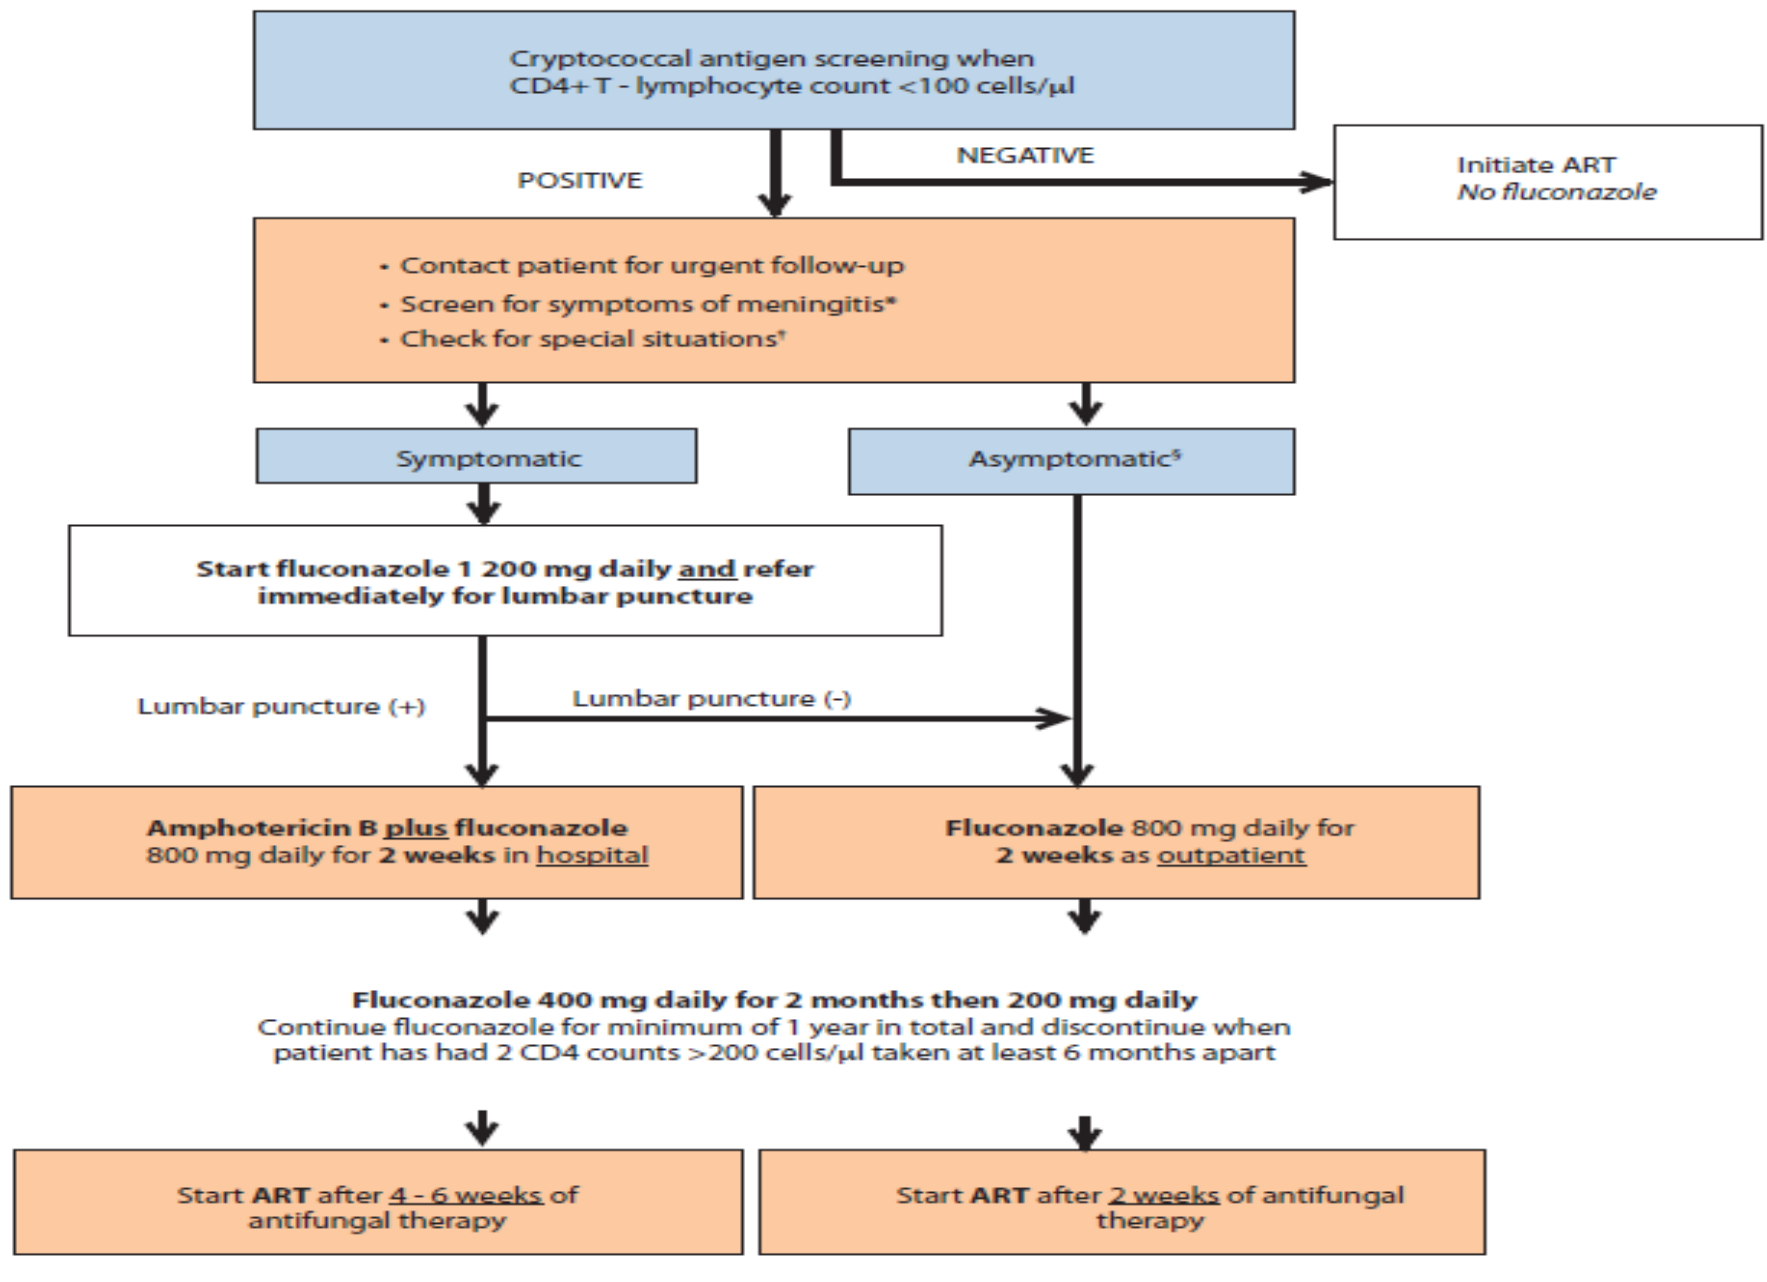 Cryptococcal antigen screening when
CD4+ T - lymphocyte count <100 cells/µl
NEGATIVE
POSITIVE
Initiate ART
No fluconazole
• Contact patient for urgent follow-up
• Screen for symptoms of meningitis*
• Check for special situations†
Symptomatic
Asymptomatic§
Start fluconazole 1 200 mg daily and refer
immediately for lumbar puncture
Lumbar puncture (+)
Lumbar puncture (-)
Amphotericin B plus fluconazole
800 mg daily for 2 weeks in hospital
Fluconazole 800 mg daily for
2 weeks as outpatient
Fluconazole 400 mg daily for 2 months then 200 mg daily
Continue fluconazole for minimum of 1 year in total and discontinue when
patient has had 2 CD4 counts >200 cells/µl taken at least 6 months apart
Start ART after 4 - 6 weeks of
antifungal therapy
Start ART after 2 weeks of antifungal
therapy